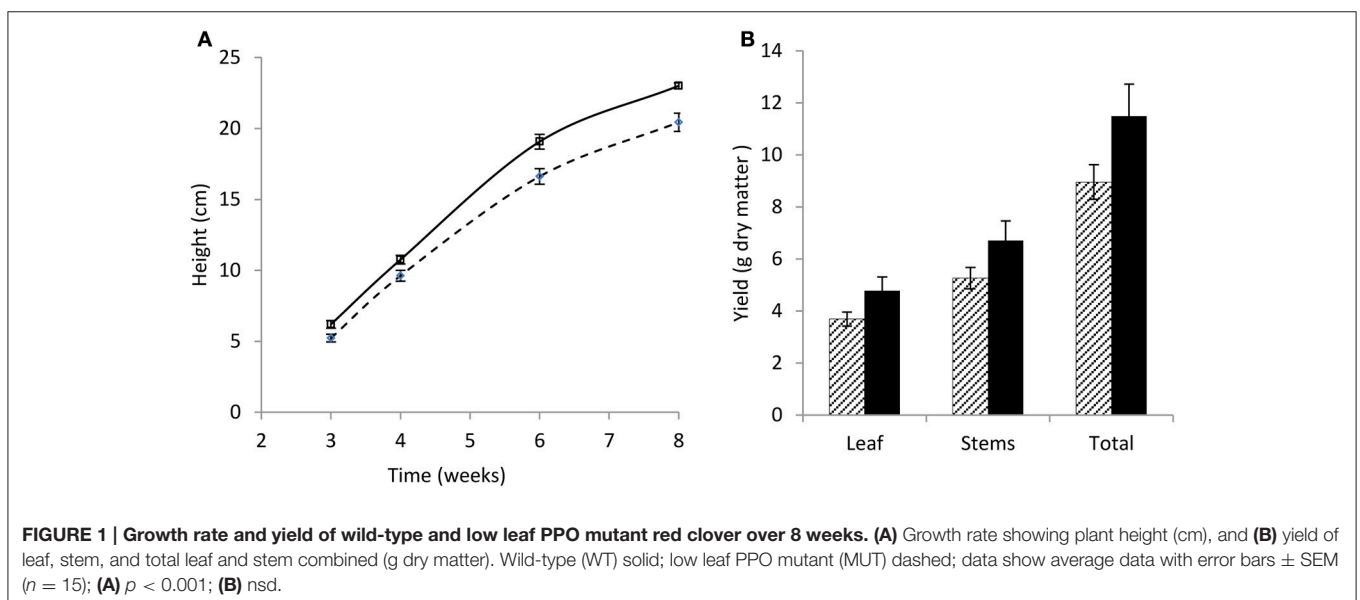 A
25
20
15
10
5
0
Height (cm)
2 3 4 5 6 7 8
Time (weeks)
B
14
12
10
8
6
4
2
0
Yield (g dry matter )
Leaf Stems Total
FIGURE 1 | Growth rate and yield of wild-type and low leaf PPO mutant red clover over 8 weeks. (A) Growth rate showing plant height (cm), and (B) yield of
leaf, stem, and total leaf and stem combined (g dry matter). Wild-type (WT) solid; low leaf PPO mutant (MUT) dashed; data show average data with error bars ± SEM
(n = 15); (A) p < 0.001; (B) nsd.